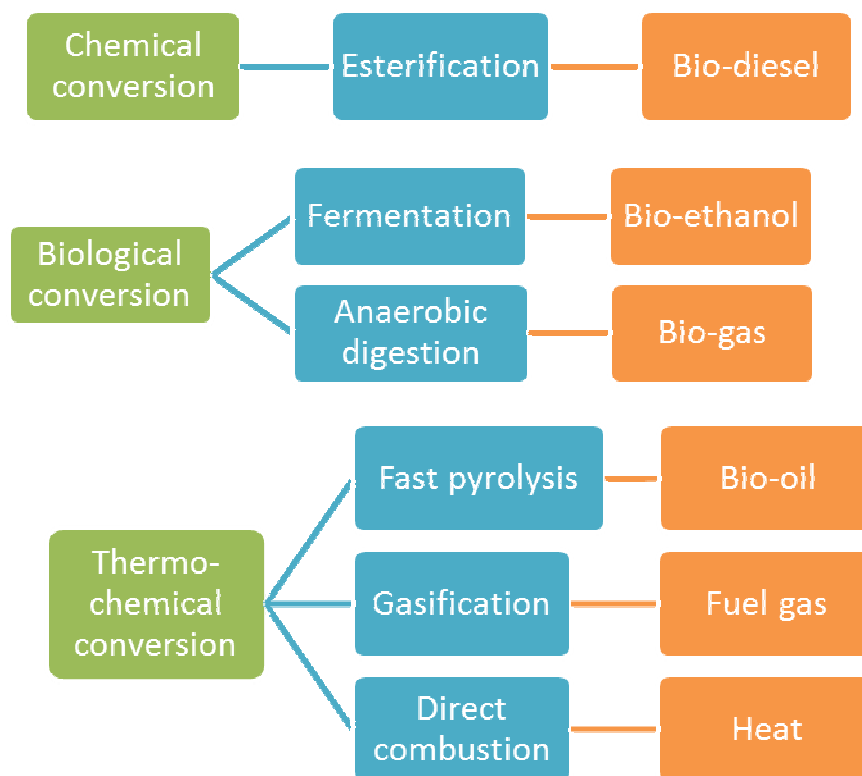 Chemical
conversion
Esterification
Bio-diesel
Biological
conversion
Fermentation
Bio-ethanol
Anaerobic
digestion
Bio-gas
Thermo-
chemical
conversion
Fast pyrolysis
Bio-oil
Gasification
Fuel gas
Direct
combustion
Heat